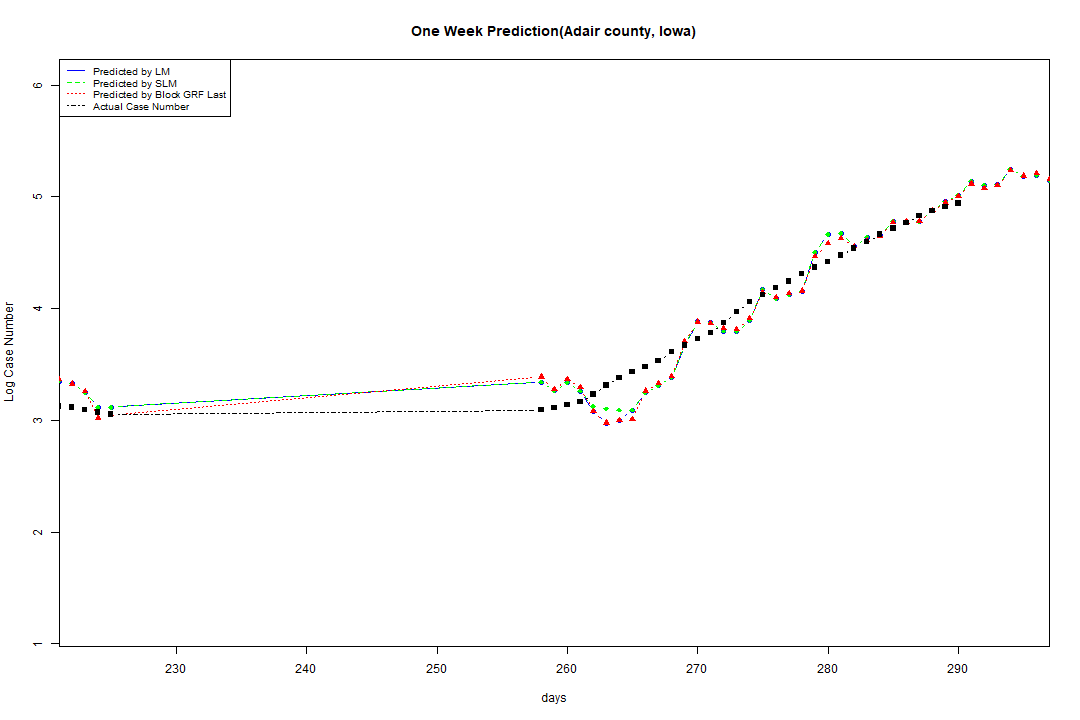 One Week Prediction(Adair county, Iowa)
Predicted by LM
Predicted by SLM
Predicted by Block GRF Last
Actual Case Number
6
5
4
3
2
1
Log Case Number
230 240 250 260 270 280 290
days